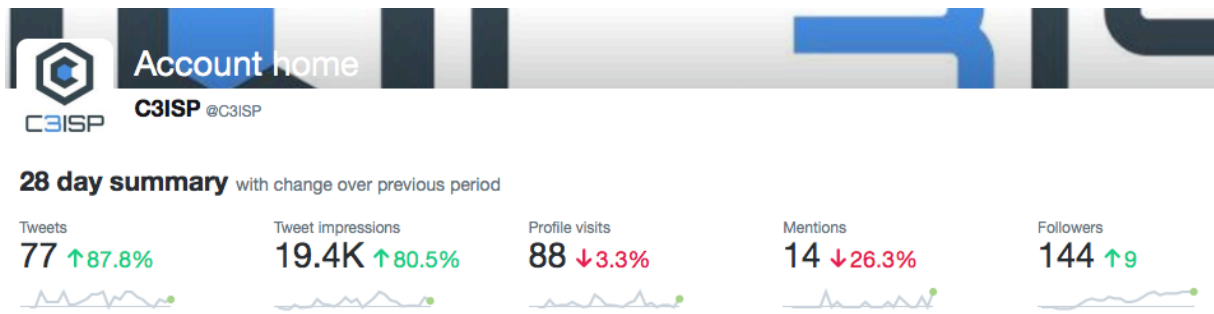 Account home
C3ISP @C3ISP
C3ISP
28 day summary with change over previous period
Tweets Tweet impressions Profile visits Mentions Followers
77 ↑87.8% 19.4K ↑80.5% 88 ↓3.3% 14 ↓26.3% 144 ↑9